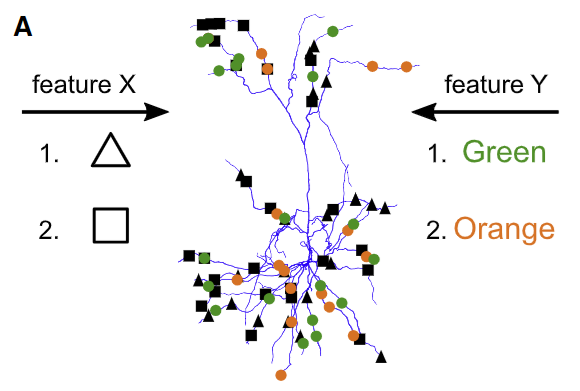 A
feature X
1.
2.
feature Y
1. Green
2. Orange